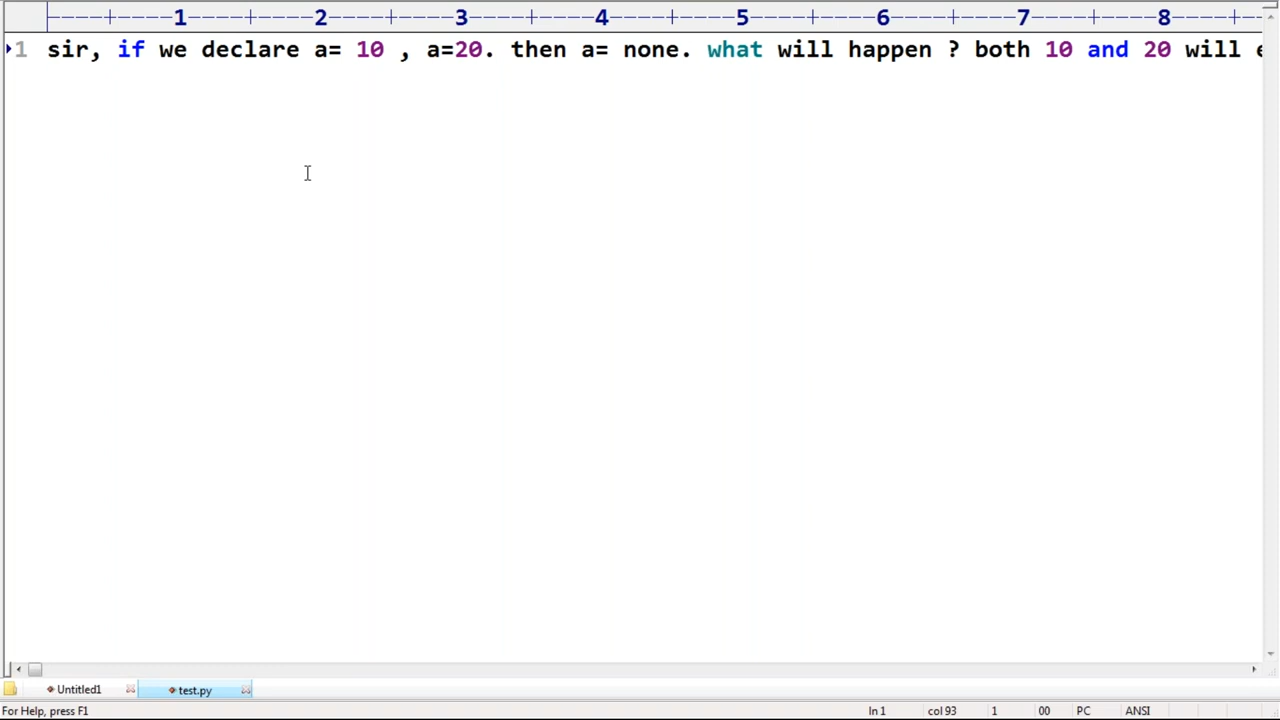 1 2 3 4 5 6 7 8
1 sir, if we declare a= 10 , a=20. then a= none. what will happen ? both 10 and 20 will
Untitled1 test.py
For Help, press F1 ln 1 col 93 1 00 PC ANSI